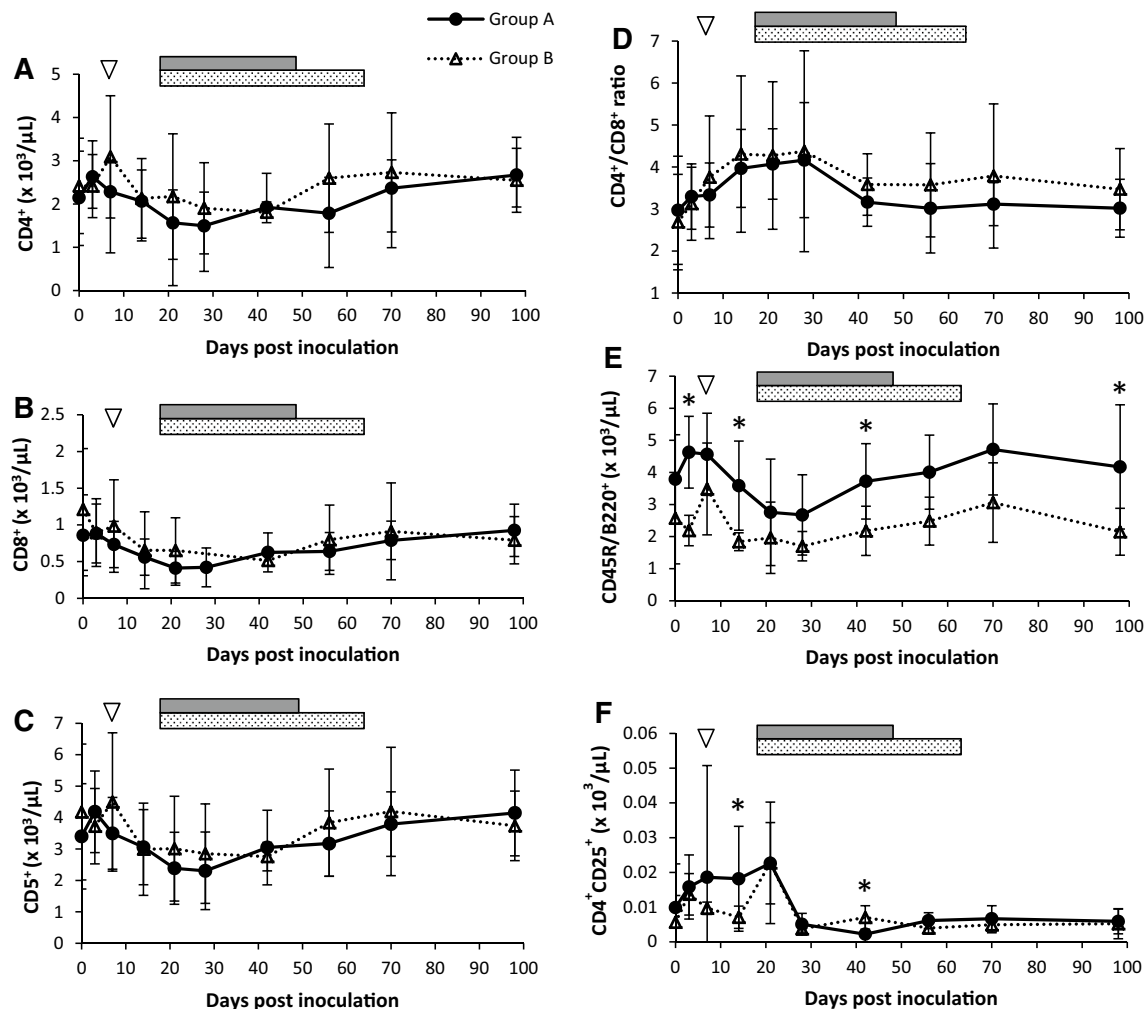 Group A
Group B
A
CD4⁺ (x 10³/µL)
5
4
3
2
1
0
0 10 20 30 40 50 60 70 80 90 100
Days post inoculation
B
CD8⁺ (x 10³/µL)
2.5
2
1.5
1
0.5
0
0 10 20 30 40 50 60 70 80 90 100
Days post inoculation
C
CD5⁺ (x 10³/µL)
7
6
5
4
3
2
1
0
0 10 20 30 40 50 60 70 80 90 100
Days post inoculation
D
CD4⁺/CD8⁺ ratio
7
6
5
4
3
2
1
0 10 20 30 40 50 60 70 80 90 100
Days post inoculation
E
CD45R/B220⁺ (x 10³/µL)
7
6
5
4
3
2
1
0
* * * *
0 10 20 30 40 50 60 70 80 90 100
Days post inoculation
F
CD4⁺ CD25⁺ (x 10³/µL)
0.06
0.05
0.04
0.03
0.02
0.01
0
* *
0 10 20 30 40 50 60 70 80 90 100
Days post inoculation